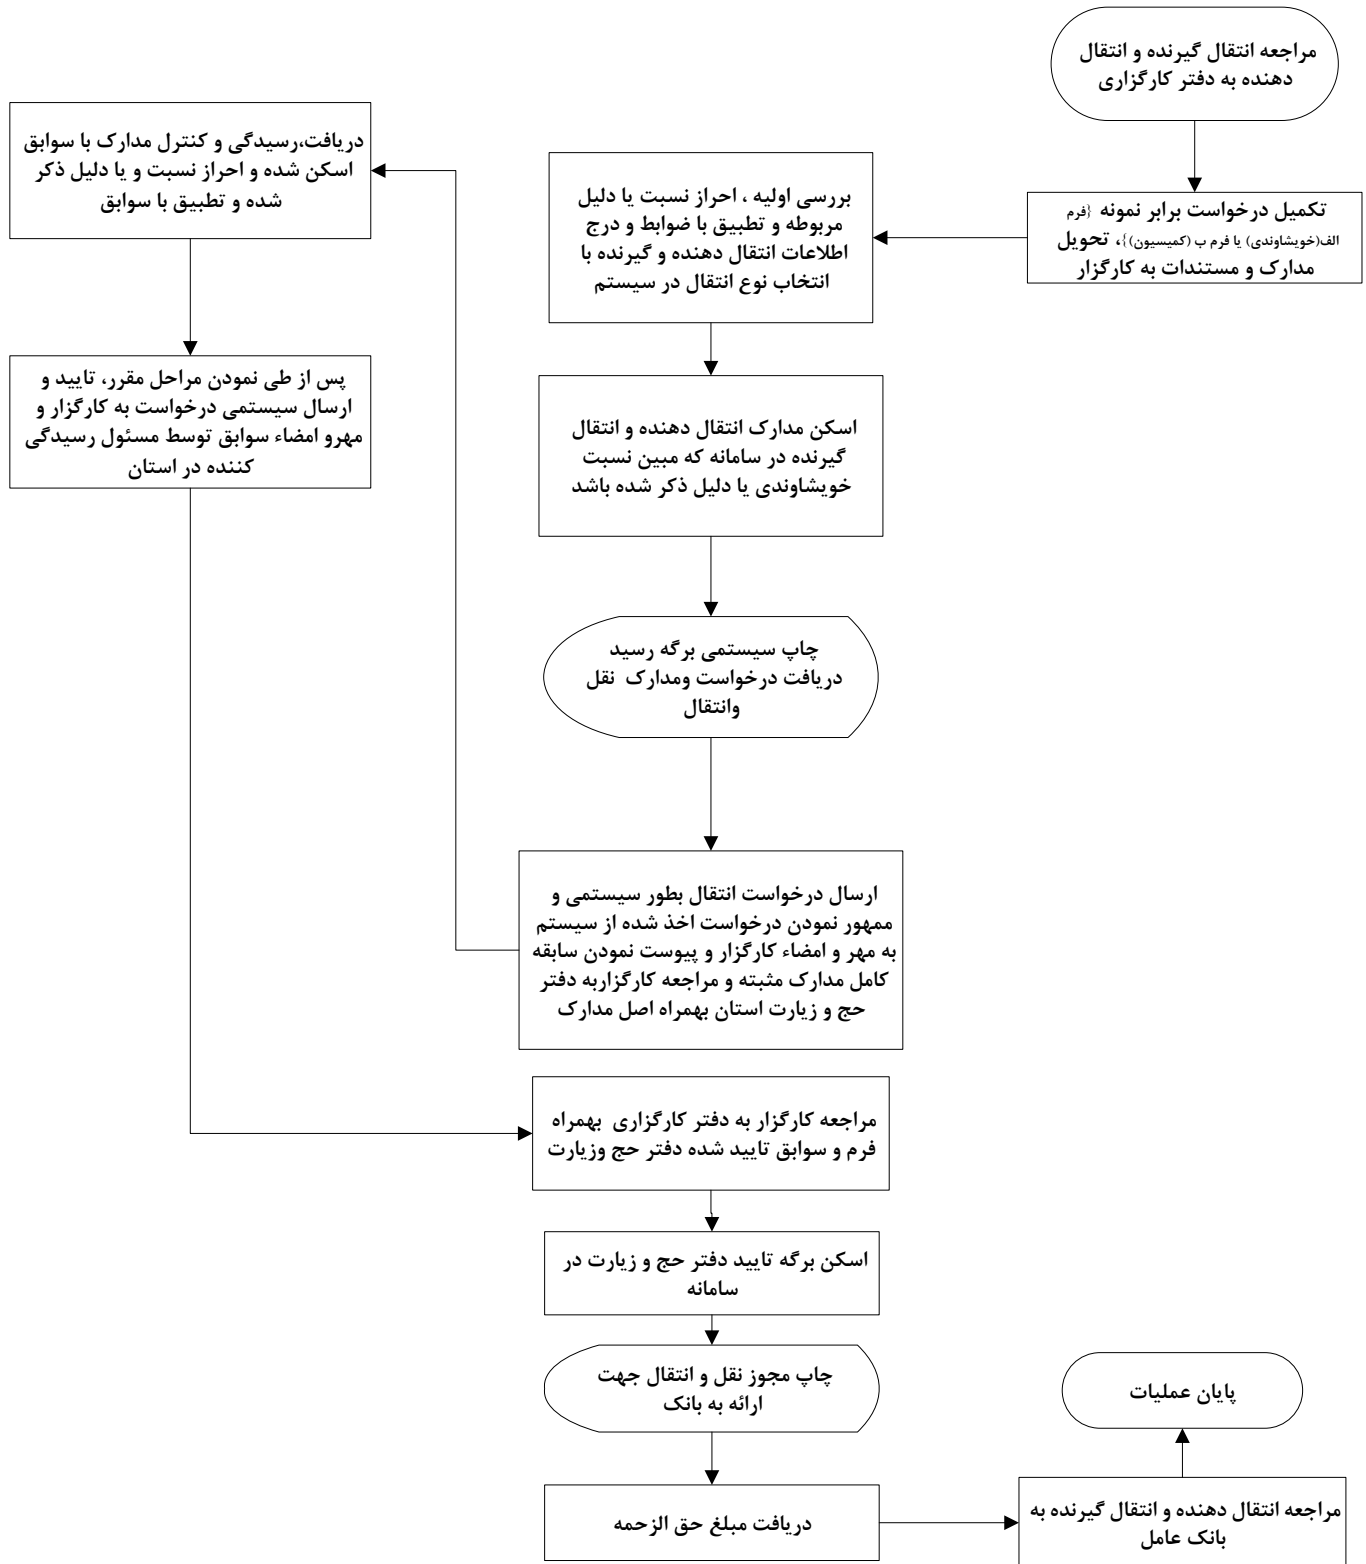 مراجعه انتقال گیرنده و انتقال
دهنده به دفتر کارگزاری
تکمیل درخواست برابر نمونه {فرم
الف(خویشاوندی) یا فرم ب (کمیسیون)}، تحویل
مدارک و مستندات به کارگزار
بررسی اولیه ، احراز نسبت یا دلیل
مربوطه و تطبیق با ضوابط و درج
اطلاعات انتقال دهنده و گیرنده با
انتخاب نوع انتقال در سیستم
اسکن مدارک انتقال دهنده و انتقال
گیرنده در سامانه که مبین نسبت
خویشاوندی یا دلیل ذکر شده باشد
چاپ سیستمی برگه رسید
دریافت درخواست ومدارک نقل
وانتقال
ارسال درخواست انتقال بطور سیستمی و
ممهور نمودن درخواست اخذ شده از سیستم
به مهر و امضاء کارگزار و پیوست نمودن سابقه
کامل مدارک مثبته و مراجعه کارگزاربه دفتر
حج و زیارت استان بهمراه اصل مدارک
دریافت،رسیدگی و کنترل مدارک با سوابق
اسکن شده و احراز نسبت و یا دلیل ذکر
شده و تطبیق با سوابق
پس از طی نمودن مراحل مقرر، تایید و
ارسال سیستمی درخواست به کارگزار و
مهرو امضاء سوابق توسط مسئول رسیدگی
کننده در استان
مراجعه کارگزار به دفتر کارگزاری بهمراه
فرم و سوابق تایید شده دفتر حج وزیارت
اسکن برگه تایید دفتر حج و زیارت در
سامانه
چاپ مجوز نقل و انتقال جهت
ارائه به بانک
دریافت مبلغ حق الزحمه
مراجعه انتقال دهنده و انتقال گیرنده به
بانک عامل
پایان عملیات